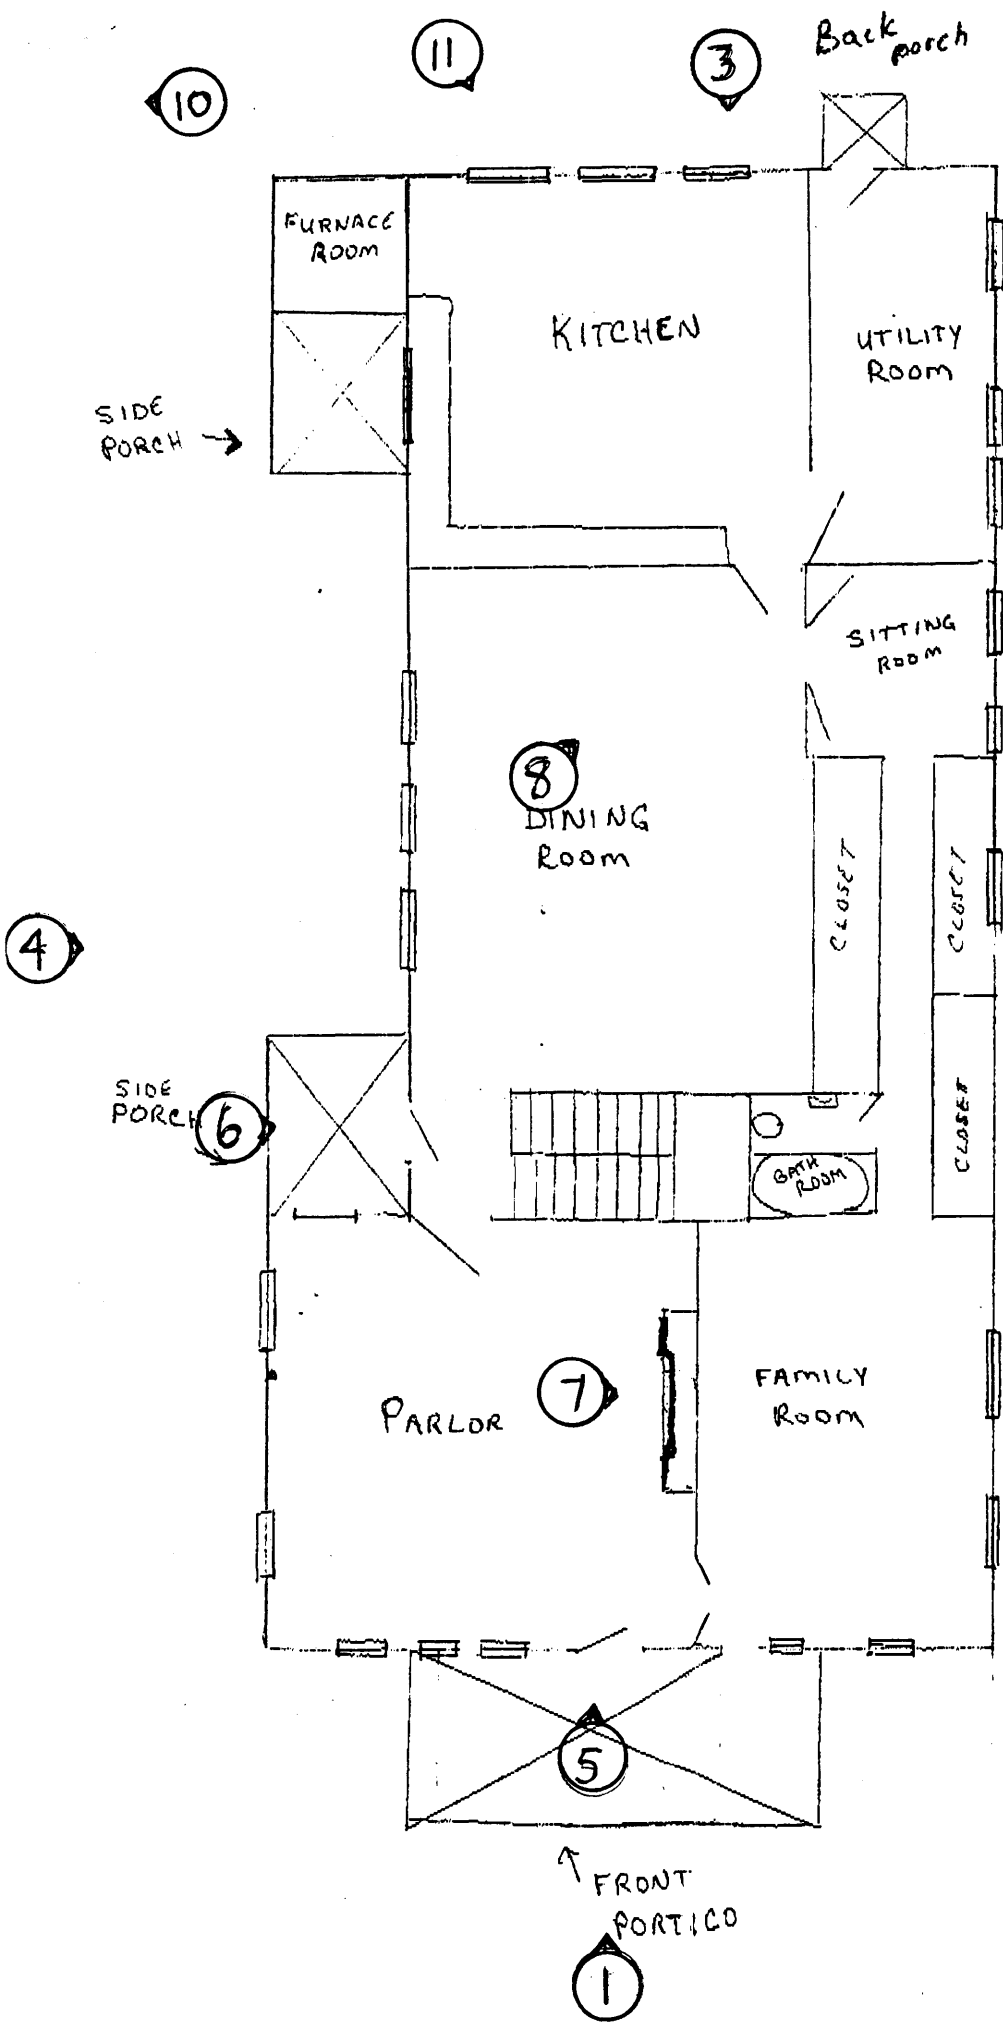 Back
porch
11
3
10
FURNACE
ROOM
KITCHEN
UTILITY
ROOM
SIDE
PORCH
SITTING
ROOM
8
DINING
ROOM
CLOSET
CLOSET
4
SIDE
PORCH
6
CLOSET
BATH
ROOM
7
PARLOR
FAMILY
ROOM
5
FRONT
PORTICO
1